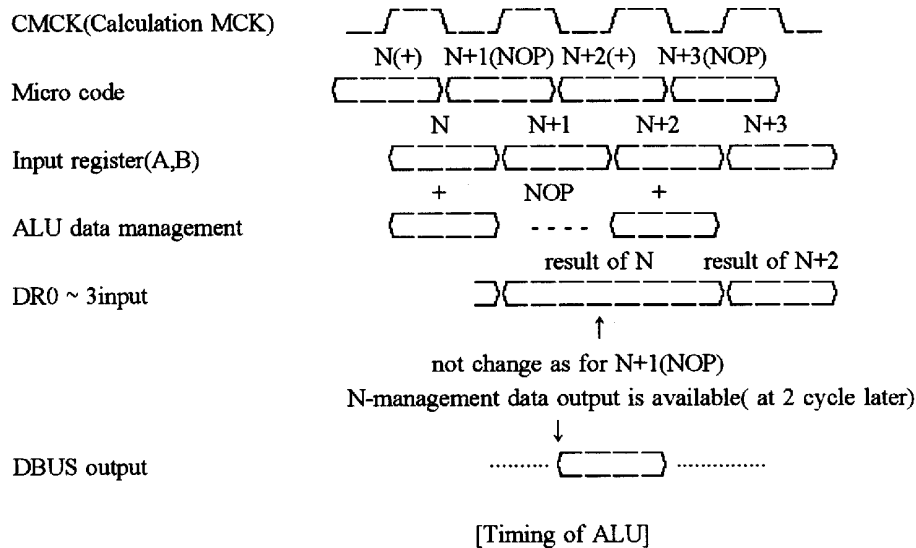 CMCK(Calculation MCK)
N(+) N+1(NOP) N+2(+) N+3(NOP)
Micro code
N N+1 N+2 N+3
Input register(A,B)
+ NOP +
ALU data management
result of N result of N+2
DR0 ~ 3input
not change as for N+1(NOP)
N-management data output is available( at 2 cycle later)
DBUS output
[Timing of ALU]